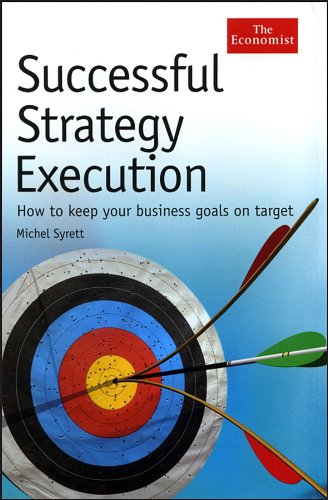 The
Economist
Successful
Strategy
Execution
How to keep your business goals on target
Michel Syrett